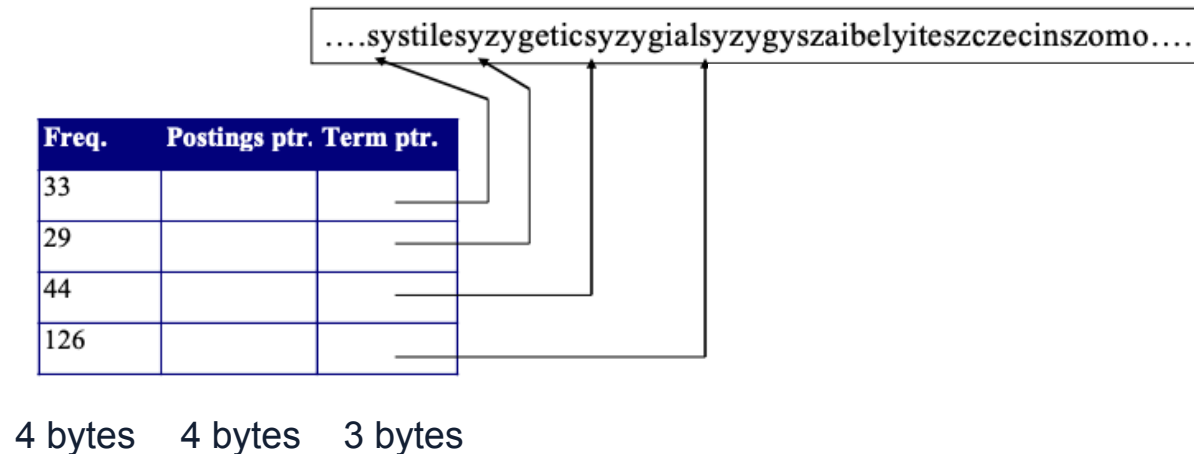 ....systilesyzygeticsyzygialsyzygyszaibelyiteszczecinszomo....
Freq. Postings ptr. Term ptr.
33
29
44
126
4 bytes 4 bytes 3 bytes